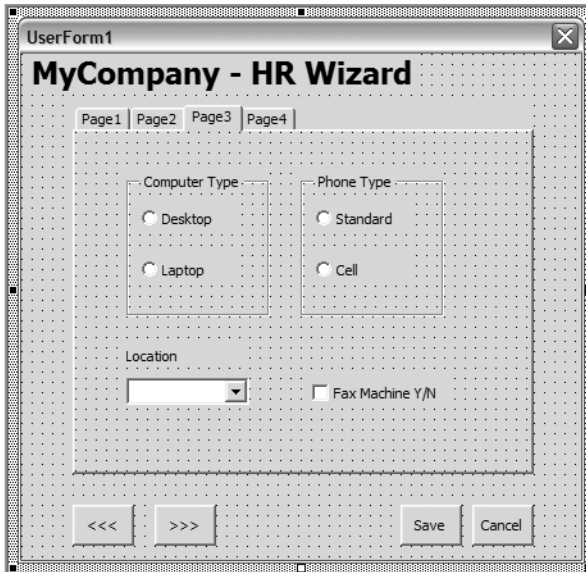 UserForm1
MyCompany - HR Wizard
Page1 Page2 Page3 Page4
Computer Type Phone Type
Desktop Standard
Laptop Cell
Location
Fax Machine Y/N
<<< >>> Save Cancel